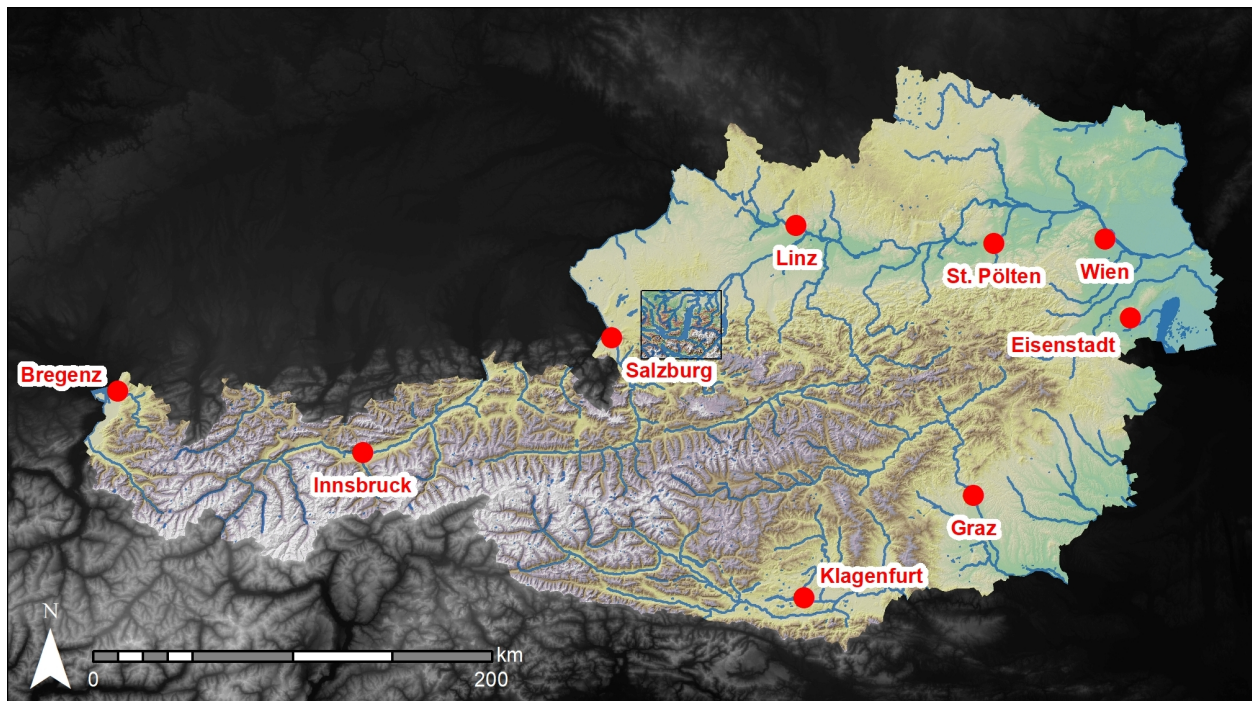 Linz
St. Pölten
Wien
Eisenstadt
Salzburg
Bregenz
Innsbruck
Graz
Klagenfurt
N
km
0
200